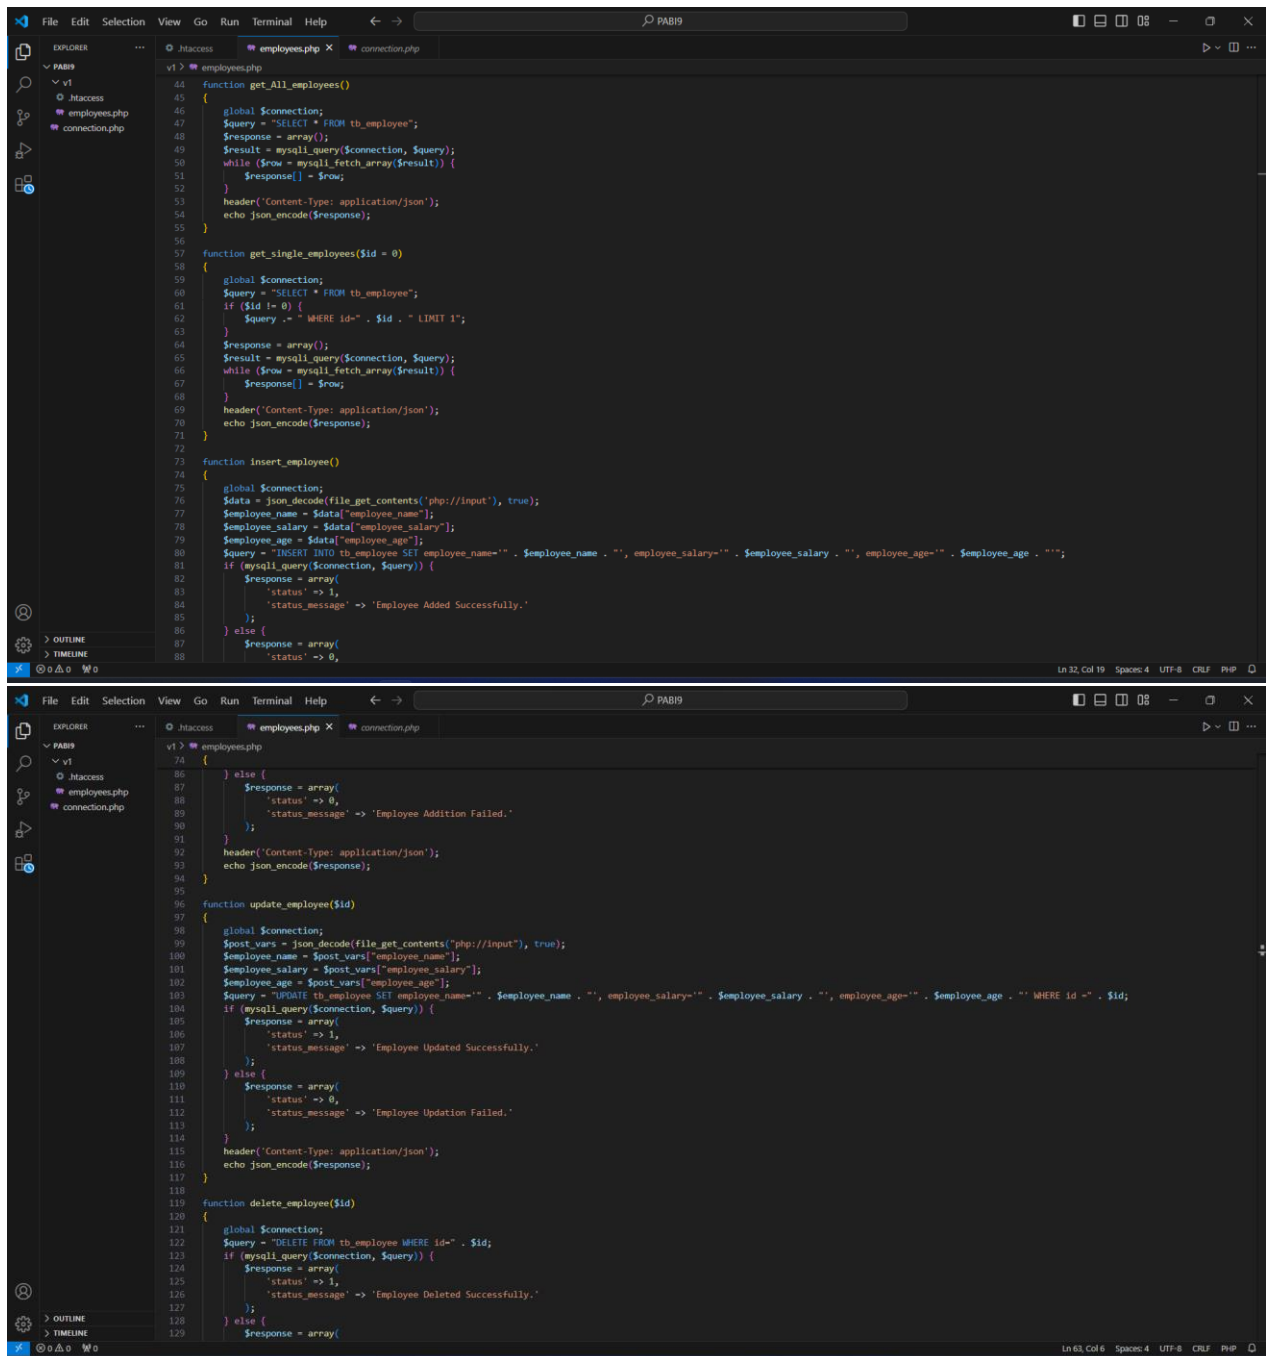 File Edit Selection View Go Run Terminal Help PABI9
EXPLORER
PABI9
v1
.htaccess
employees.php
connection.php
OUTLINE
TIMELINE
.htaccess employees.php connection.php
v1 > employees.php
44 function get_All_employees()
45 {
46 global $connection;
47 $query = "SELECT * FROM tb_employee";
48 $response = array();
49 $result = mysqli_query($connection, $query);
50 while ($row = mysqli_fetch_array($result)) {
51 $response[] = $row;
52 }
53 header('Content-Type: application/json');
54 echo json_encode($response);
55 }
56
57 function get_single_employees($id = 0)
58 {
59 global $connection;
60 $query = "SELECT * FROM tb_employee";
61 if ($id != 0) {
62 $query .= " WHERE id=" . $id . " LIMIT 1";
63 }
64 $response = array();
65 $result = mysqli_query($connection, $query);
66 while ($row = mysqli_fetch_array($result)) {
67 $response[] = $row;
68 }
69 header('Content-Type: application/json');
70 echo json_encode($response);
71 }
72
73 function insert_employee()
74 {
75 global $connection;
76 $data = json_decode(file_get_contents('php://input'), true);
77 $employee_name = $data["employee_name"];
78 $employee_salary = $data["employee_salary"];
79 $employee_age = $data["employee_age"];
80 $query = "INSERT INTO tb_employee SET employee_name='" . $employee_name . "', employee_salary='" . $employee_salary . "', employee_age='" . $employee_age . "'";
81 if (mysqli_query($connection, $query)) {
82 $response = array(
83 'status' => 1,
84 'status_message' => 'Employee Added Successfully.'
85 );
86 } else {
87 $response = array(
88 'status' => 0,
0 0 0 Ln 32, Col 19 Spaces: 4 UTF-8 CRLF PHP
File Edit Selection View Go Run Terminal Help PABI9
EXPLORER
PABI9
v1
.htaccess
employees.php
connection.php
OUTLINE
TIMELINE
.htaccess employees.php connection.php
v1 > employees.php
74 {
86 } else {
87 $response = array(
88 'status' => 0,
89 'status_message' => 'Employee Addition Failed.'
90 );
91 }
92 header('Content-Type: application/json');
93 echo json_encode($response);
94 }
95
96 function update_employee($id)
97 {
98 global $connection;
99 $post_vars = json_decode(file_get_contents("php://input"), true);
100 $employee_name = $post_vars["employee_name"];
101 $employee_salary = $post_vars["employee_salary"];
102 $employee_age = $post_vars["employee_age"];
103 $query = "UPDATE tb_employee SET employee_name='" . $employee_name . "', employee_salary='" . $employee_salary . "', employee_age='" . $employee_age . "' WHERE id =" . $id;
104 if (mysqli_query($connection, $query)) {
105 $response = array(
106 'status' => 1,
107 'status_message' => 'Employee Updated Successfully.'
108 );
109 } else {
110 $response = array(
111 'status' => 0,
112 'status_message' => 'Employee Updation Failed.'
113 );
114 }
115 header('Content-Type: application/json');
116 echo json_encode($response);
117 }
118
119 function delete_employee($id)
120 {
121 global $connection;
122 $query = "DELETE FROM tb_employee WHERE id=" . $id;
123 if (mysqli_query($connection, $query)) {
124 $response = array(
125 'status' => 1,
126 'status_message' => 'Employee Deleted Successfully.'
127 );
128 } else {
129 $response = array(
0 0 0 Ln 63, Col 6 Spaces: 4 UTF-8 CRLF PHP